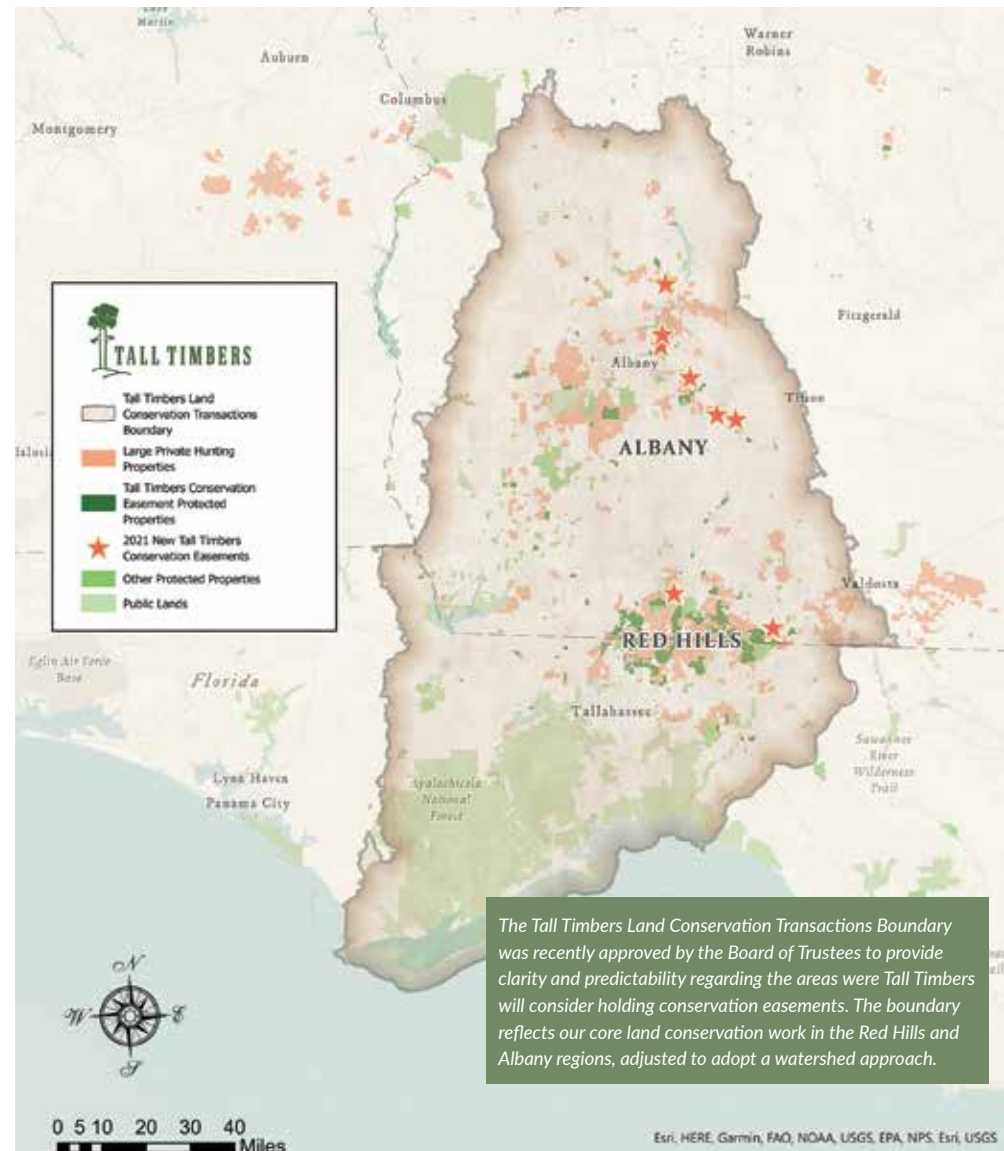 Martin
Warner
Robins
Auburn
Columbus
Montgomery
Fitzgerald
TALL TIMBERS
Tall Timbers Land
Conservation Transactions
Boundary
Large Private Hunting
Properties
Tall Timbers Conservation
Easement Protected
Properties
2021 New Tall Timbers
Conservation Easements
Other Protected Properties
Public Lands
Albany
Tifton
ALBANY
Valdosta
RED HILLS
Eglin Air Force
Base
Florida
Tallahassee
Suwannee
River
Wilderness
Trail
Lynn Haven
Panama City
Apalachicola
National
Forest
The Tall Timbers Land Conservation Transactions Boundary
was recently approved by the Board of Trustees to provide
clarity and predictability regarding the areas were Tall Timbers
will consider holding conservation easements. The boundary
reflects our core land conservation work in the Red Hills and
Albany regions, adjusted to adopt a watershed approach.
N
W E
S
0 5 10 20 30 40
Miles
Esri, HERE, Garmin, FAO, NOAA, USGS, EPA, NPS. Esri, USGS